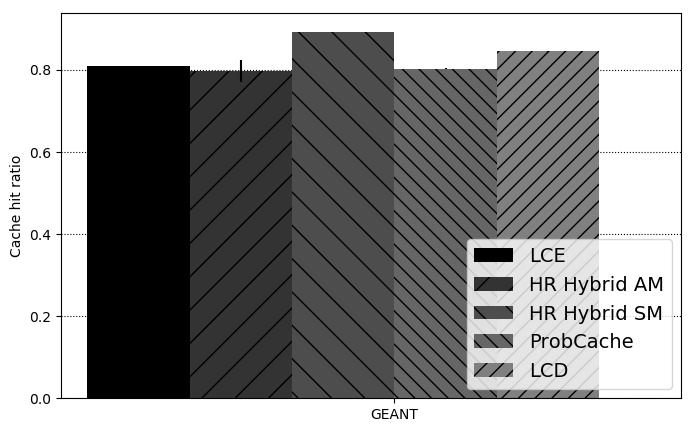 Cache hit ratio
0.8
0.6
0.4
0.2
0.0
GEANT
LCE
HR Hybrid AM
HR Hybrid SM
ProbCache
LCD